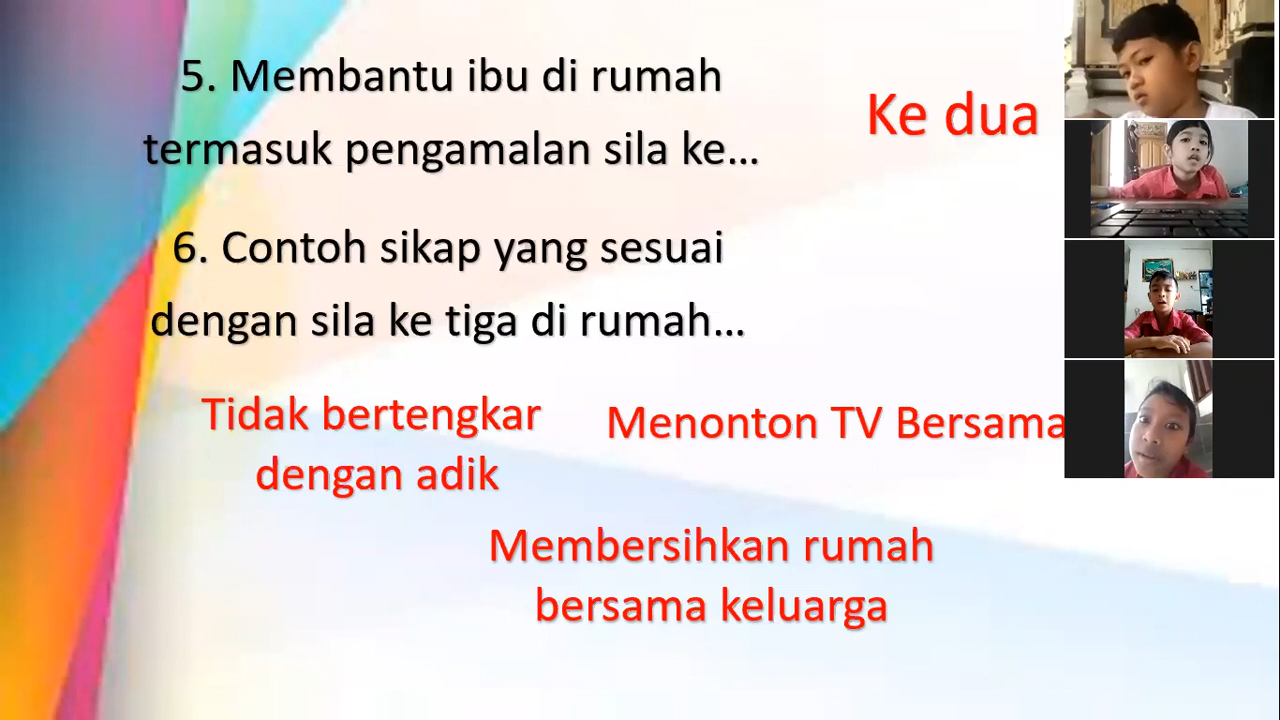 5. Membantu ibu di rumah
termasuk pengamalan sila ke...
Ke dua
6. Contoh sikap yang sesuai
dengan sila ke tiga di rumah...
Tidak bertengkar
dengan adik
Menonton TV Bersama
Membersihkan rumah
bersama keluarga